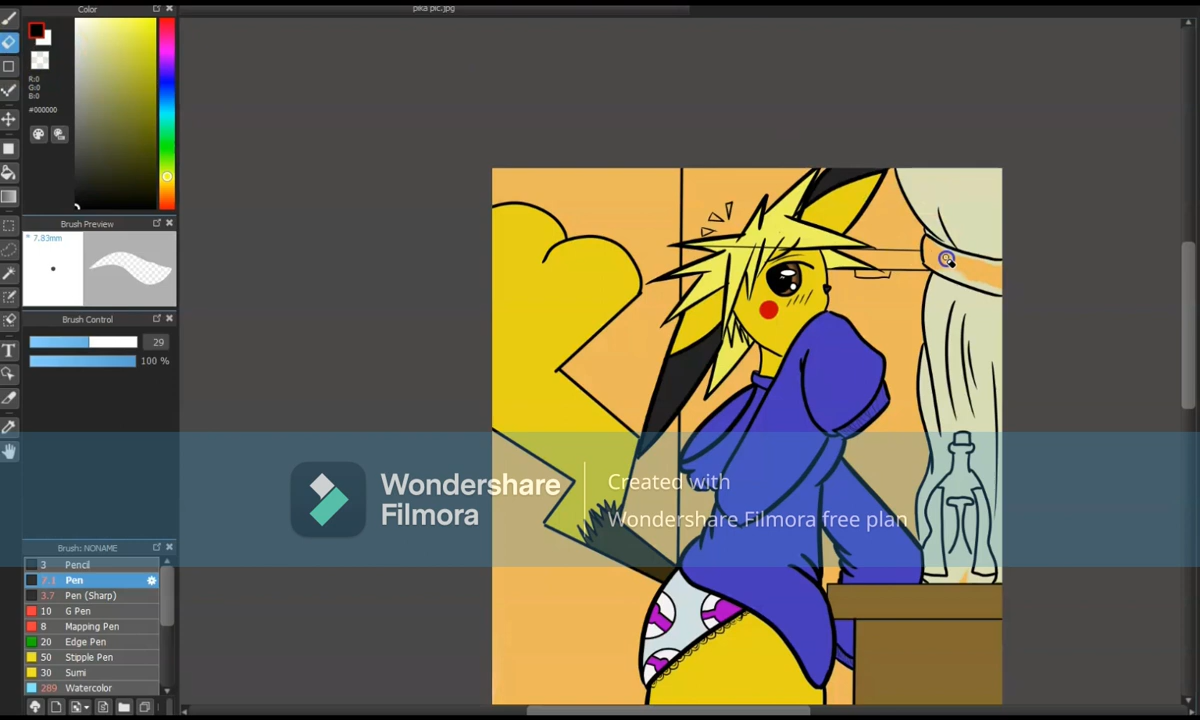 Color
pika pic.jpg
R:0
G:0
B:0
#000000
Brush Preview
* 7.83mm
Brush Control
29
100 %
Wondershare
Filmora
Created with
Wondershare Filmora free plan
Brush: NONAME
3 Pencil
7.1 Pen
3.7 Pen (Sharp)
10 G Pen
8 Mapping Pen
20 Edge Pen
50 Stipple Pen
30 Sumi
289 Watercolor
T